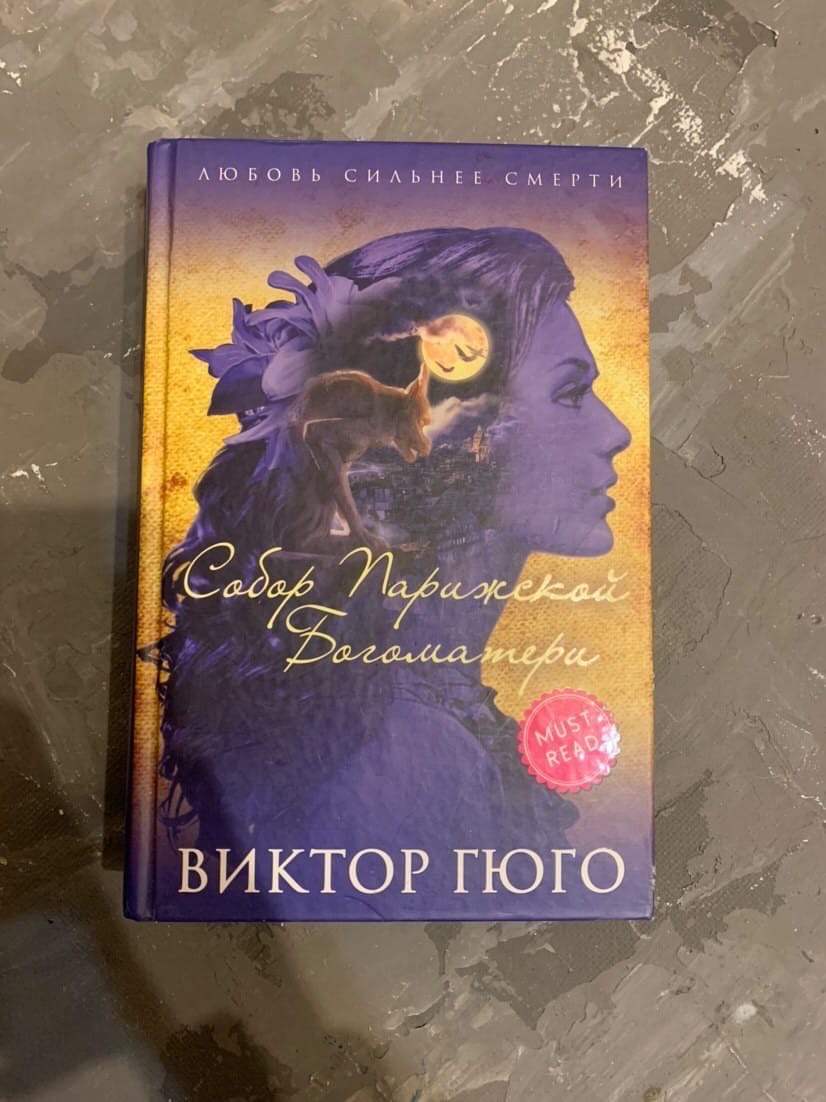 ЛЮБОВЬ СИЛЬНЕЕ СМЕРТИ
Собор Парижской
Богоматери
MUST
READ
ВИКТОР ГЮГО